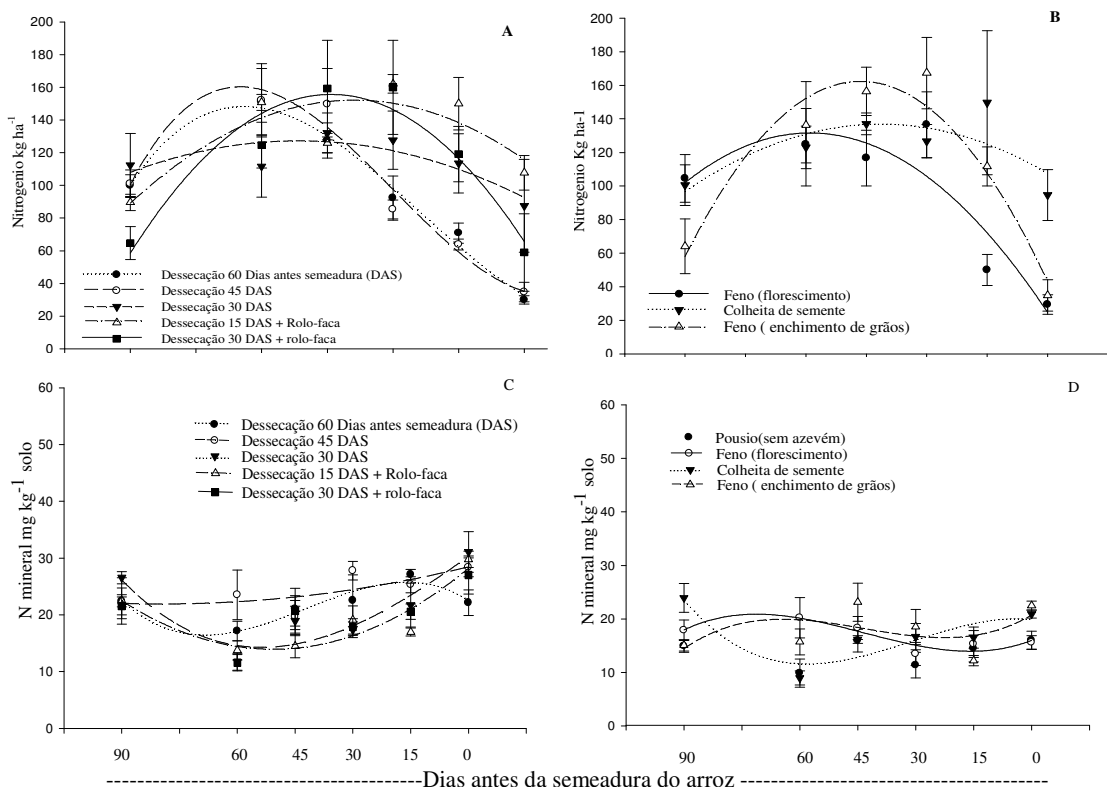 A
Nitrogenio kg ha-1
200
180
160
140
120
100
80
60
40
20
0
Dessecação 60 Dias antes semeadura (DAS)
Dessecação 45 DAS
Dessecação 30 DAS
Dessecação 15 DAS + Rolo-faca
Dessecação 30 DAS + rolo-faca
B
Nitrogenio Kg ha-1
200
180
160
140
120
100
80
60
40
20
0
Feno (florescimento)
Colheita de semente
Feno ( enchimento de grãos)
C
N mineral mg kg-1 solo
60
50
40
30
20
10
0
Dessecação 60 Dias antes semeadura (DAS)
Dessecação 45 DAS
Dessecação 30 DAS
Dessecação 15 DAS + Rolo-faca
Dessecação 30 DAS + rolo-faca
90 60 45 30 15 0
D
N mineral mg kg-1 solo
60
50
40
30
20
10
0
Pousio(sem azevém)
Feno (florescimento)
Colheita de semente
Feno ( enchimento de grãos)
90 60 45 30 15 0
-----------------------------------Dias antes da semeadura do arroz -----------------------------------